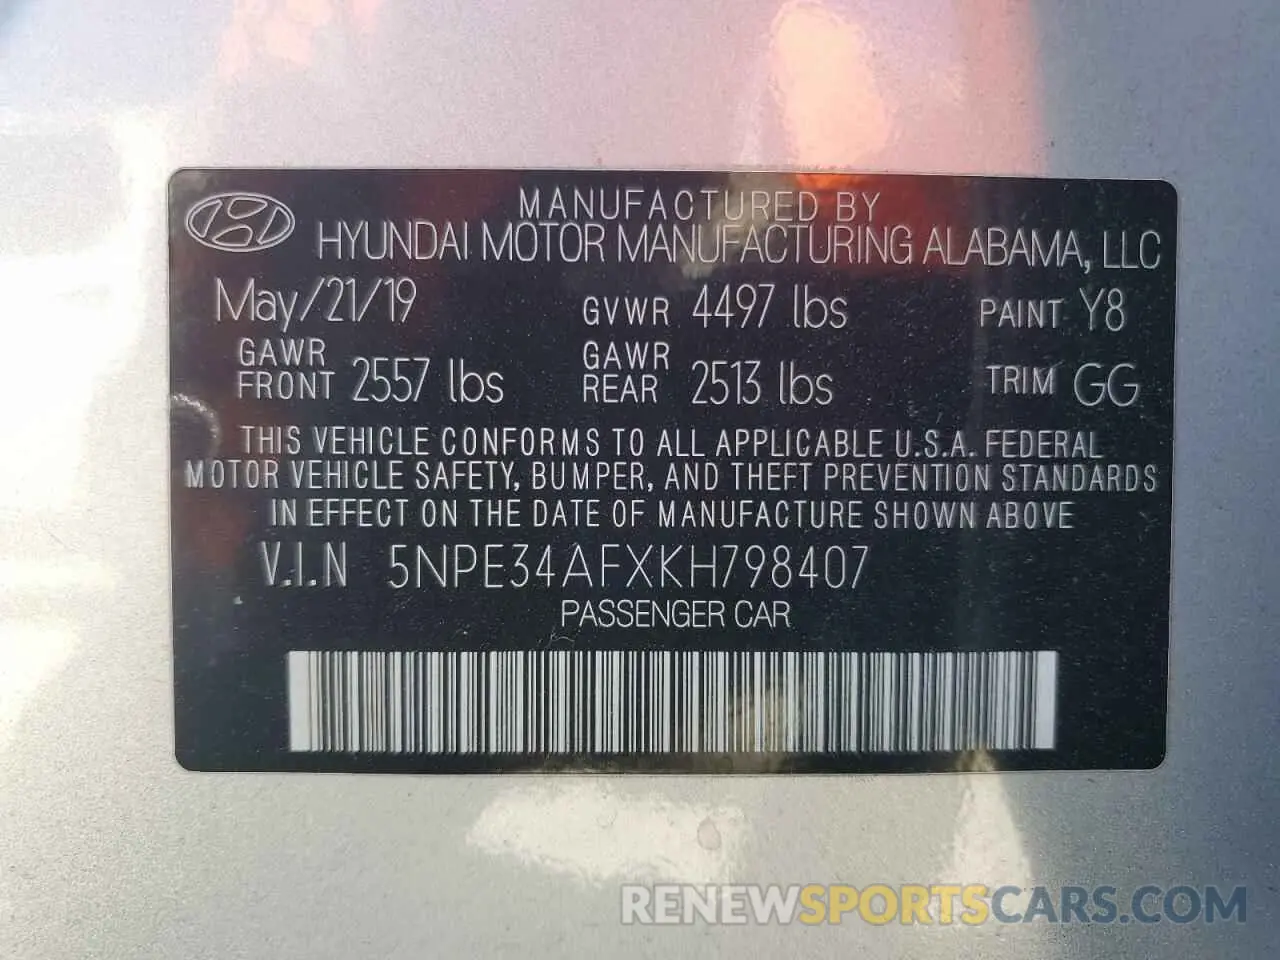 MANUFACTURED BY
HYUNDAI MOTOR MANUFACTURING ALABAMA, LLC
May/21/19 GVWR 4497 lbs PAINT Y8
GAWR FRONT 2557 lbs GAWR REAR 2513 lbs TRIM GG
THIS VEHICLE CONFORMS TO ALL APPLICABLE U.S.A. FEDERAL
MOTOR VEHICLE SAFETY, BUMPER, AND THEFT PREVENTION STANDARDS
IN EFFECT ON THE DATE OF MANUFACTURE SHOWN ABOVE
V.I.N 5NPE34AFXKH798407
PASSENGER CAR
RENEWSPORTSCARS.COM